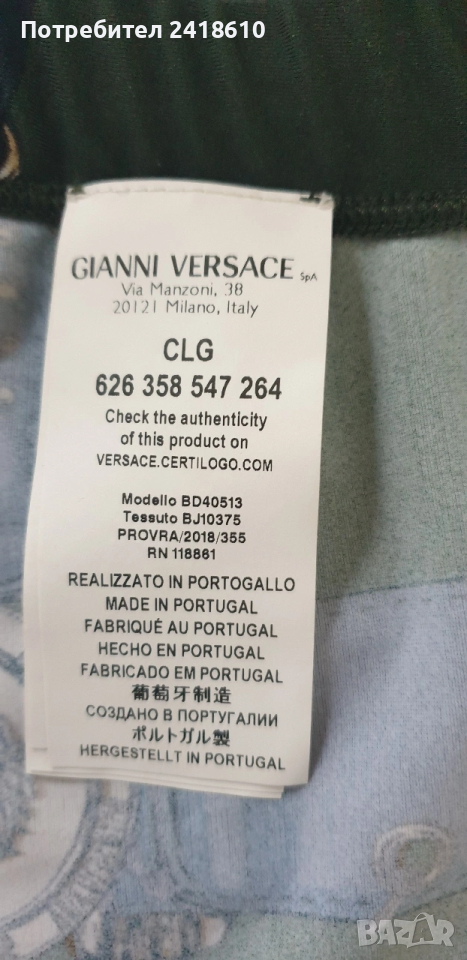 Потребител 2418610
GIANNI VERSACE SpA
Via Manzoni, 38
20121 Milano, Italy
CLG
626 358 547 264
Check the authenticity
of this product on
VERSACE.CERTILOGO.COM
Modello BD40513
Tessuto BJ10375
PROVRA/2018/355
RN 118861
REALIZZATO IN PORTOGALLO
MADE IN PORTUGAL
FABRIQUÉ AU PORTUGAL
HECHO EN PORTUGAL
FABRICADO EM PORTUGAL
葡萄牙制造
СОЗДАНО В ПОРТУГАЛИИ
ポルトガル製
HERGESTELLT IN PORTUGAL
BAZAR